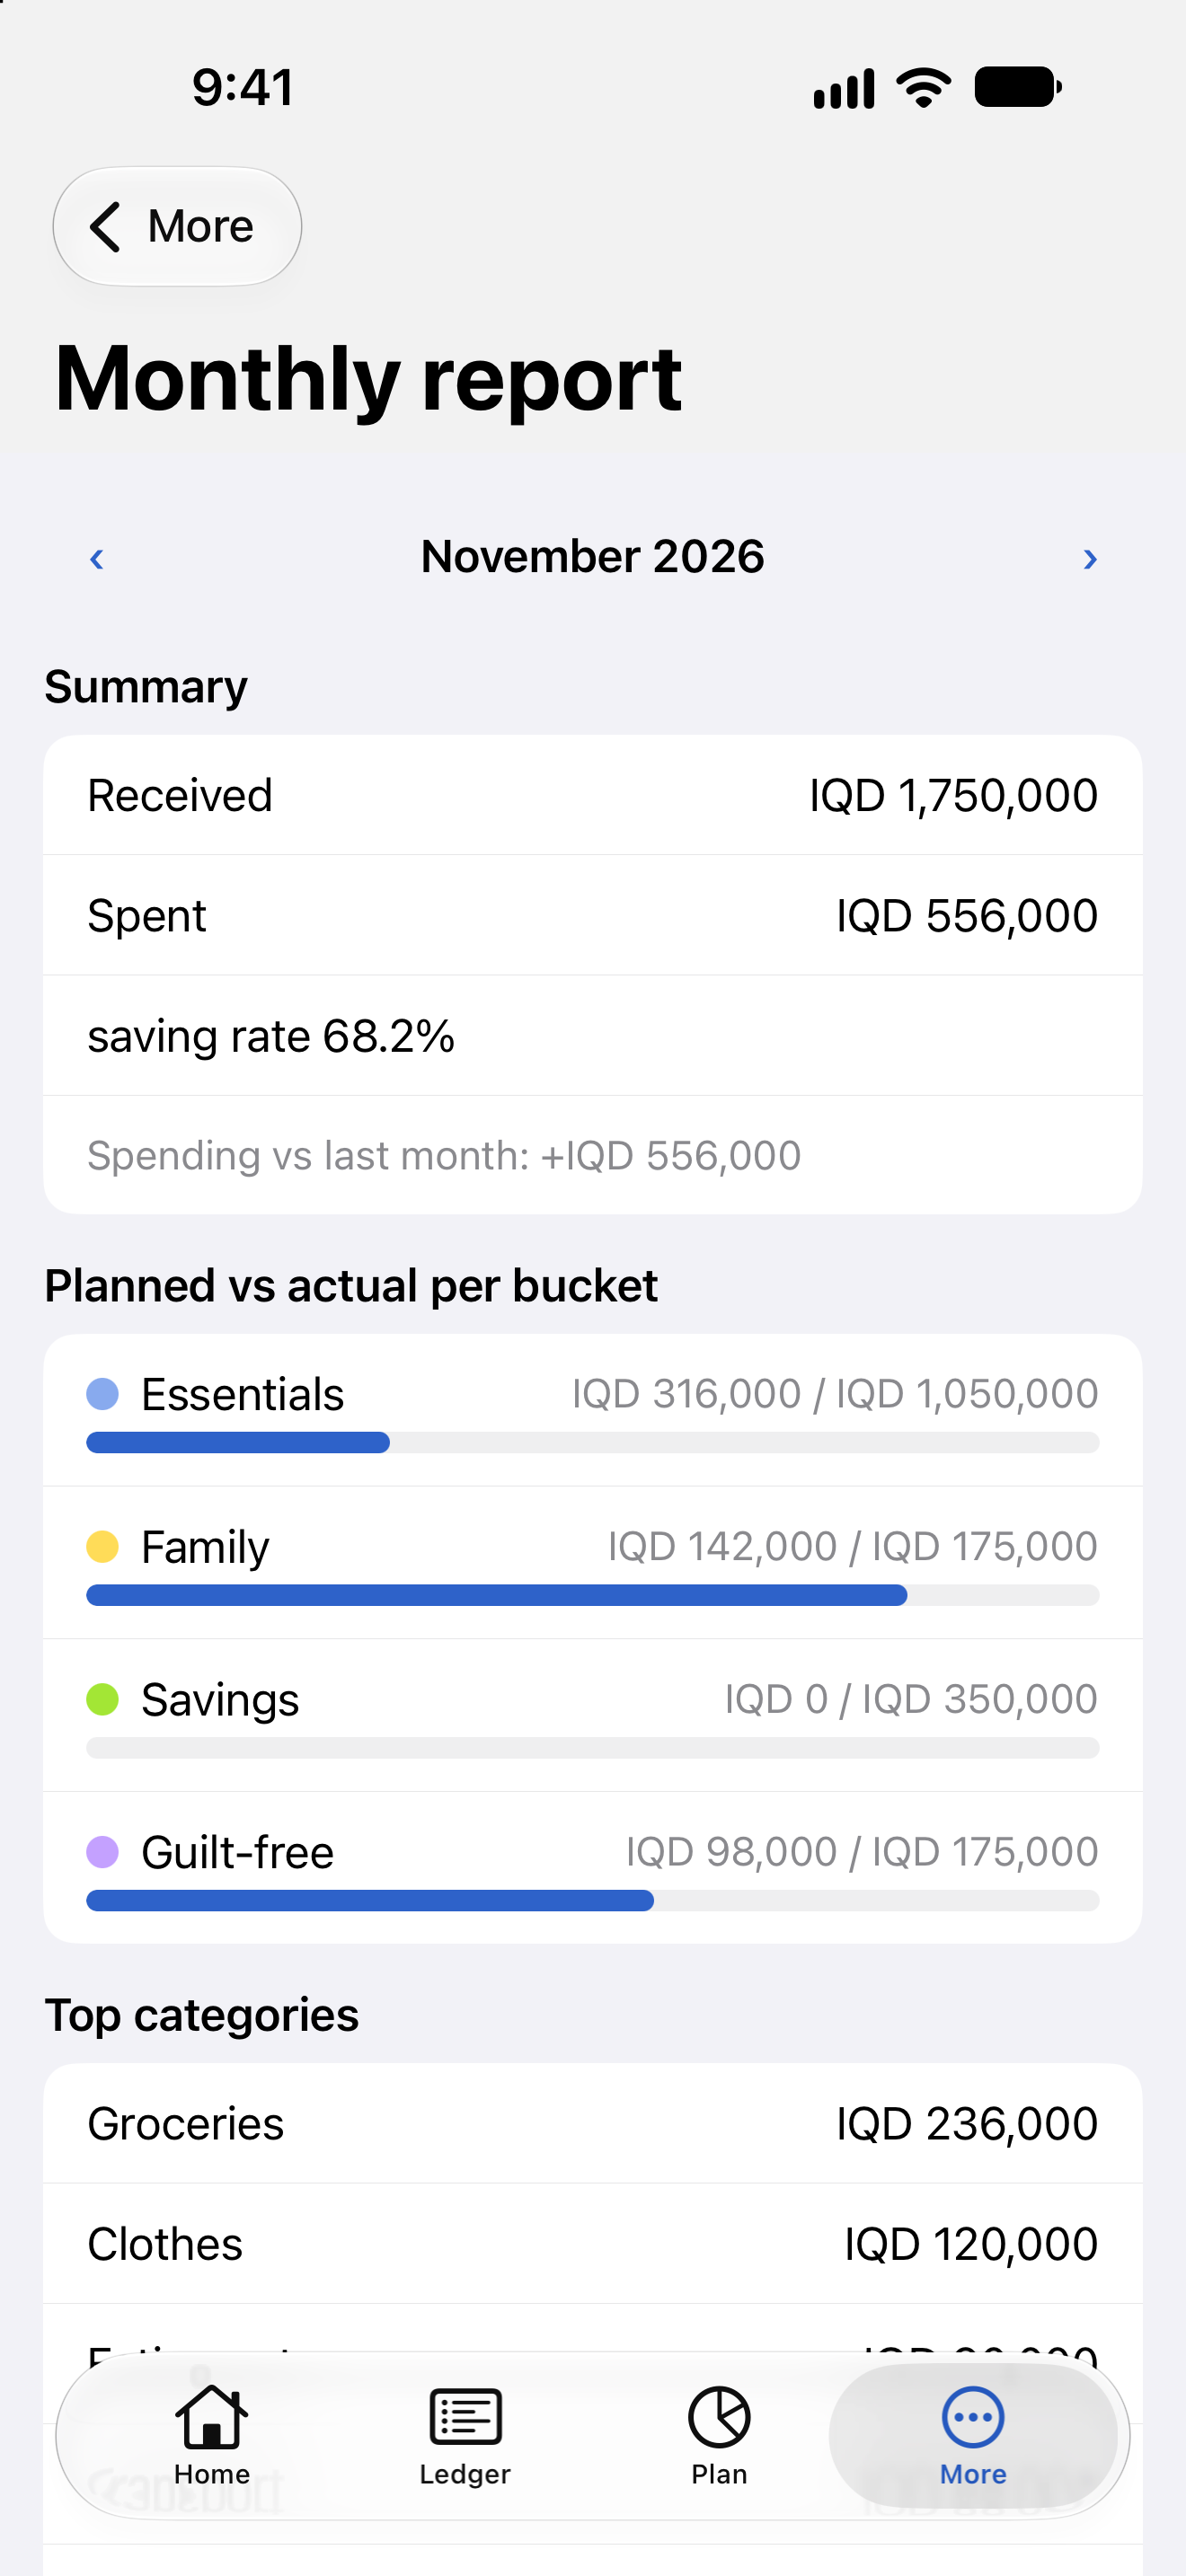 9:41
More
Monthly report
‹ November 2026 ›
Summary
Received IQD 1,750,000
Spent IQD 556,000
saving rate 68.2%
Spending vs last month: +IQD 556,000
Planned vs actual per bucket
Essentials IQD 316,000 / IQD 1,050,000
Family IQD 142,000 / IQD 175,000
Savings IQD 0 / IQD 350,000
Guilt-free IQD 98,000 / IQD 175,000
Top categories
Groceries IQD 236,000
Clothes IQD 120,000
Home Ledger Plan More